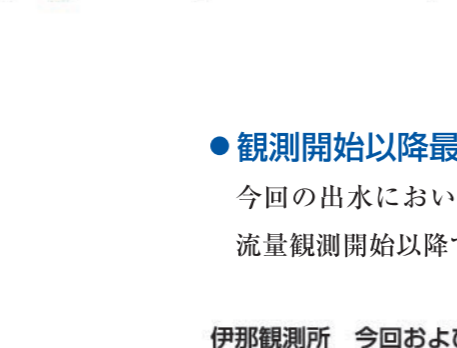 ●観測開始以降最
今回の出水におい
流量観測開始以降
伊那観測所 今回およ